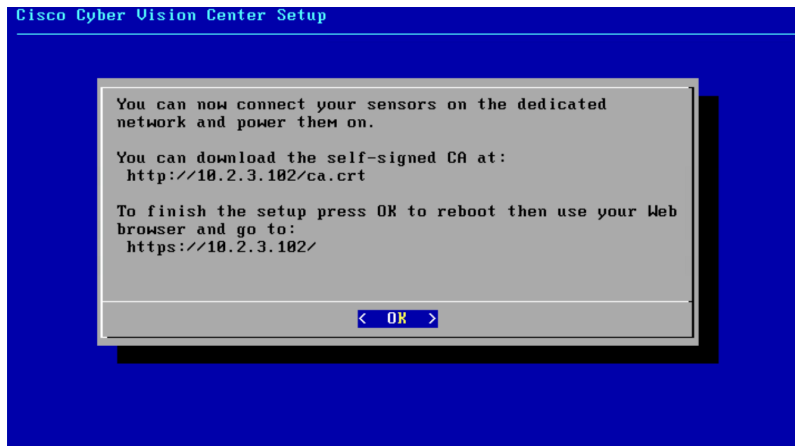 Cisco Cyber Vision Center Setup
You can now connect your sensors on the dedicated
network and power them on.
You can download the self-signed CA at:
http://10.2.3.102/ca.crt
To finish the setup press OK to reboot then use your Web
browser and go to:
https://10.2.3.102/
< OK >